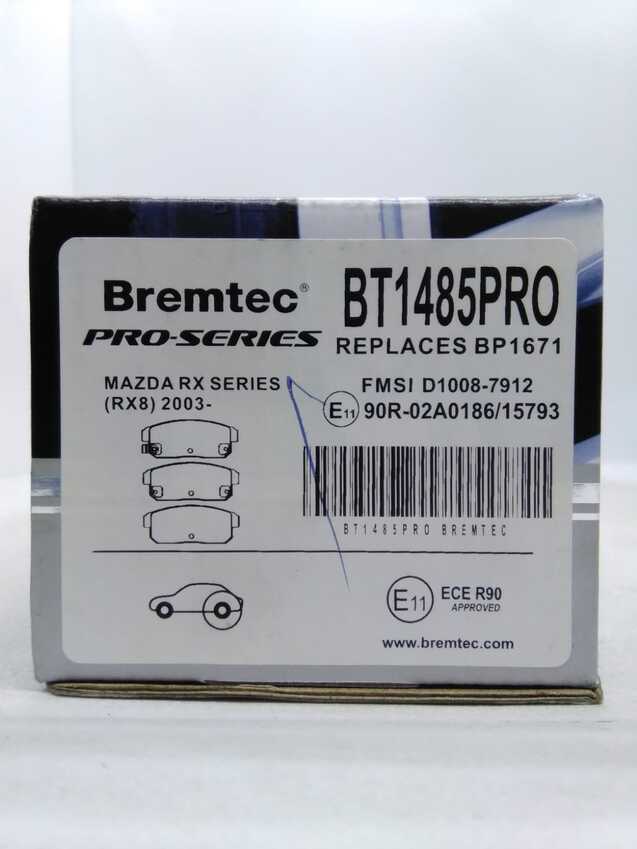 Bremtec®
PRO-SERIES
BT1485PRO
REPLACES BP1671
MAZDA RX SERIES
(RX8) 2003-
FMSI D1008-7912
E11 90R-02A0186/15793
BT1485PRO BREMTEC
E11 ECE R90
APPROVED
www.bremtec.com